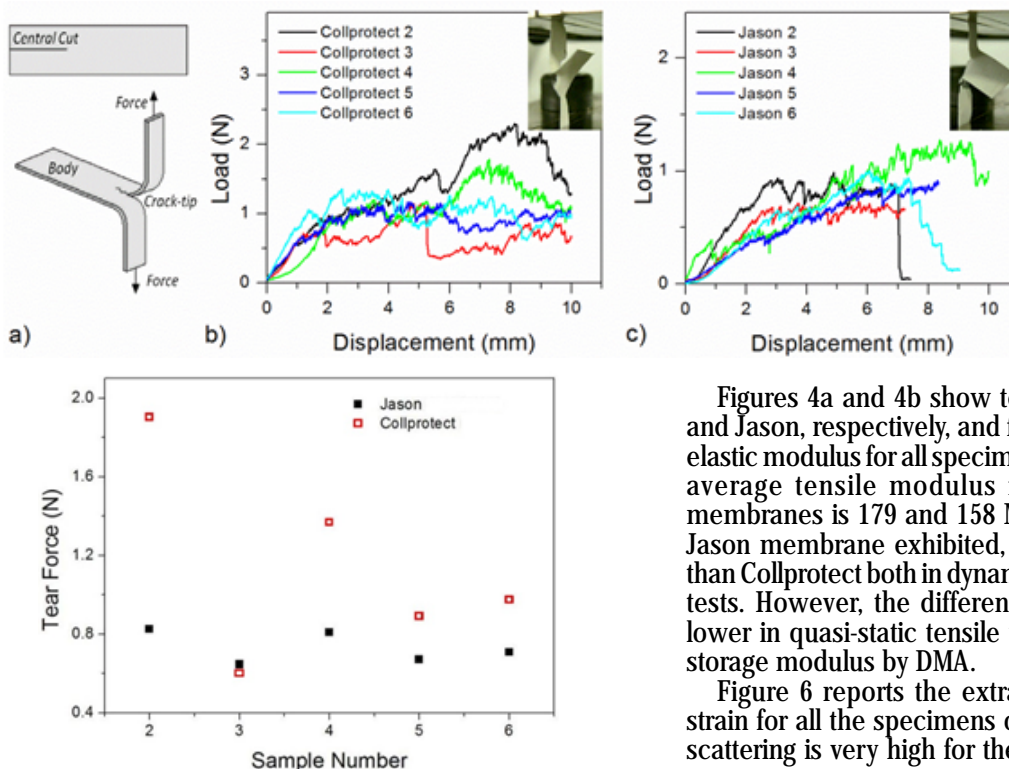 Central Cut
Force
Body
Crack-tip
Force
a)
Load (N)
3
2
1
0
Collprotect 2
Collprotect 3
Collprotect 4
Collprotect 5
Collprotect 6
0 2 4 6 8 10
Displacement (mm)
b)
Load (N)
2
1
0
Jason 2
Jason 3
Jason 4
Jason 5
Jason 6
0 2 4 6 8 10
Displacement (mm)
c)
Tear Force (N)
2.0
1.6
1.2
0.8
0.4
Jason
Collprotect
2 3 4 5 6
Sample Number
Figures 4a and 4b show
and Jason, respectively, and
elastic modulus for all
average tensile modulus
membranes is 179 and 158
Jason membrane exhibited,
than Collprotect both in
tests. However, the
lower in quasi-static tensile
storage modulus by DMA.
Figure 6 reports the
strain for all the specimens
scattering is very high for the